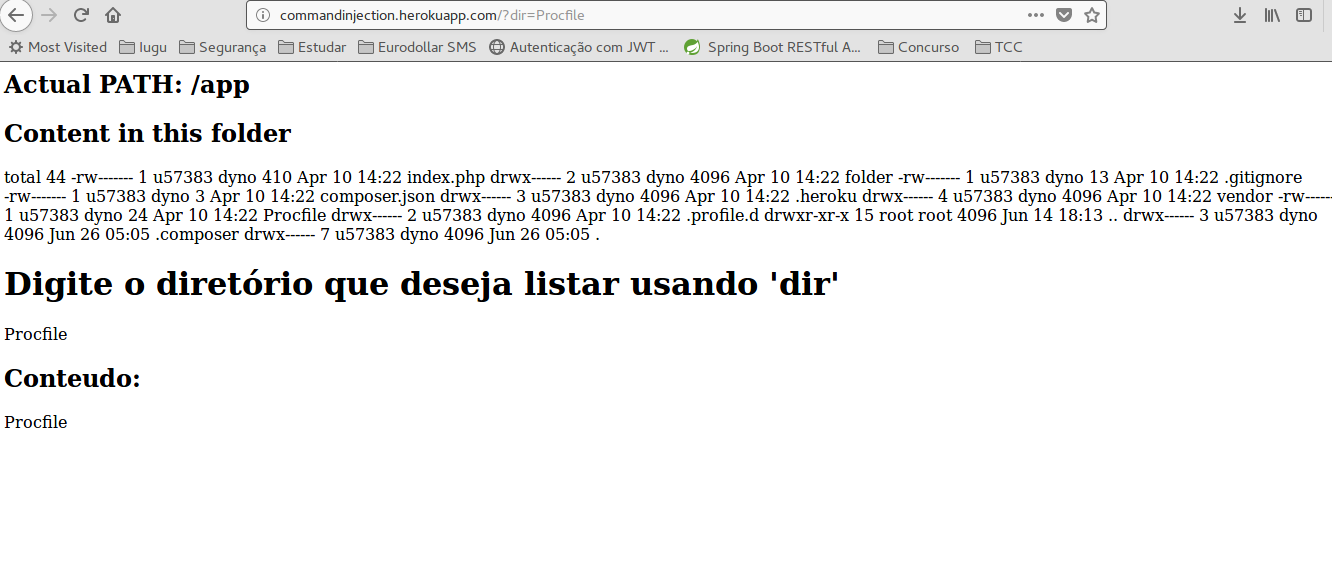 commandinjection.herokuapp.com/?dir=Procfile
Most Visited Iugu Segurança Estudar Eurodollar SMS Autenticação com JWT ... Spring Boot RESTful A... Concurso TCC
Actual PATH: /app
Content in this folder
total 44 -rw------- 1 u57383 dyno 410 Apr 10 14:22 index.php drwx------ 2 u57383 dyno 4096 Apr 10 14:22 folder -rw------- 1 u57383 dyno 13 Apr 10 14:22 .gitignore
-rw------- 1 u57383 dyno 3 Apr 10 14:22 composer.json drwx------ 3 u57383 dyno 4096 Apr 10 14:22 .heroku drwx------ 4 u57383 dyno 4096 Apr 10 14:22 vendor -rw------
1 u57383 dyno 24 Apr 10 14:22 Procfile drwx------ 2 u57383 dyno 4096 Apr 10 14:22 .profile.d drwxr-xr-x 15 root root 4096 Jun 14 18:13 .. drwx------ 3 u57383 dyno
4096 Jun 26 05:05 .composer drwx------ 7 u57383 dyno 4096 Jun 26 05:05 .
Digite o diretório que deseja listar usando 'dir'
Procfile
Conteudo:
Procfile